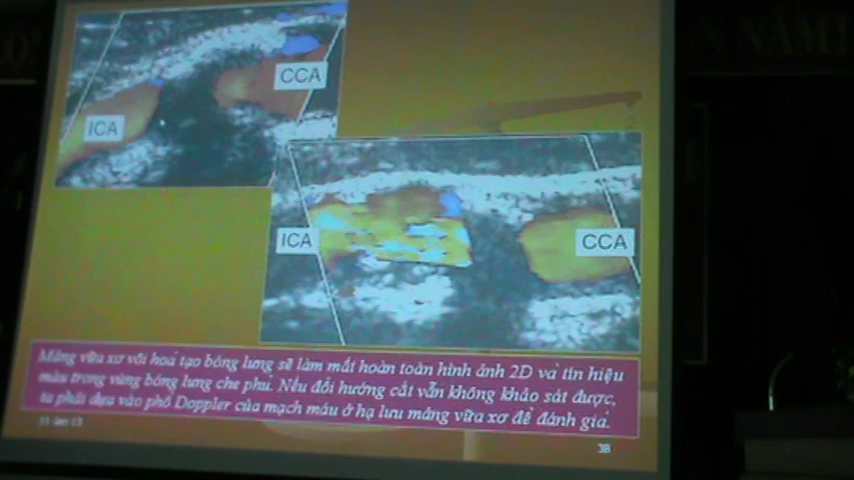 CCA
ICA
ICA
CCA
Mảng vữa xơ vôi hoá tạo bóng lưng sẽ làm mất hoàn toàn hình ảnh 2D và tín hiệu
màu trong vùng bóng lưng che phủ. Nếu đổi hướng cắt vẫn không khảo sát được,
ta phải dựa vào phổ Doppler của mạch máu ở hạ lưu mảng vữa xơ để đánh giá.
38